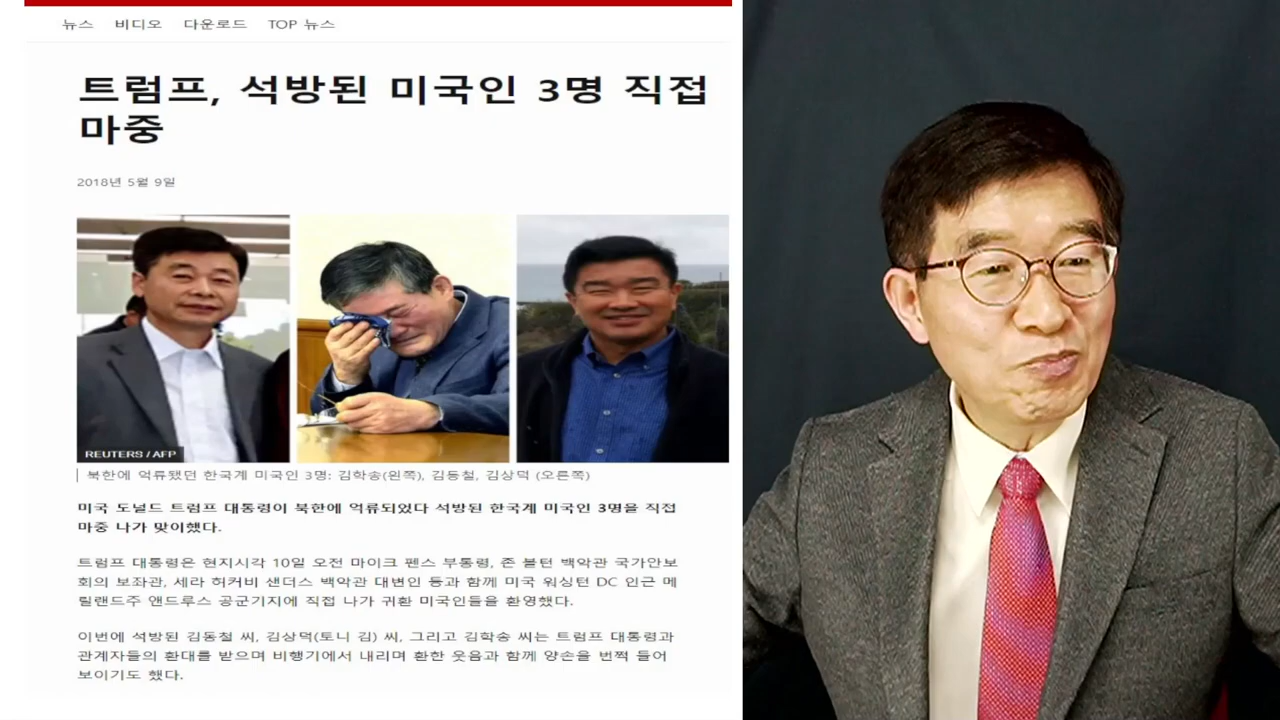 뉴스 비디오 다운로드 TOP 뉴스
트럼프, 석방된 미국인 3명 직접
마중
2018년 5월 9일
REUTERS / AFP
북한에 억류됐던 한국계 미국인 3명: 김학송(왼쪽), 김동철, 김상덕 (오른쪽)
미국 도널드 트럼프 대통령이 북한에 억류되었다 석방된 한국계 미국인 3명을 직접
마중 나가 맞이했다.
트럼프 대통령은 현지시각 10일 오전 마이크 펜스 부통령, 존 볼턴 백악관 국가안보
회의 보좌관, 세라 허커비 샌더스 백악관 대변인 등과 함께 미국 워싱턴 DC 인근 메
릴랜드주 앤드루스 공군기지에 직접 나가 귀환 미국인들을 환영했다.
이번에 석방된 김동철 씨, 김상덕(토니 김) 씨, 그리고 김학송 씨는 트럼프 대통령과
관계자들의 환대를 받으며 비행기에서 내리며 환한 웃음과 함께 양손을 번쩍 들어
보이기도 했다.